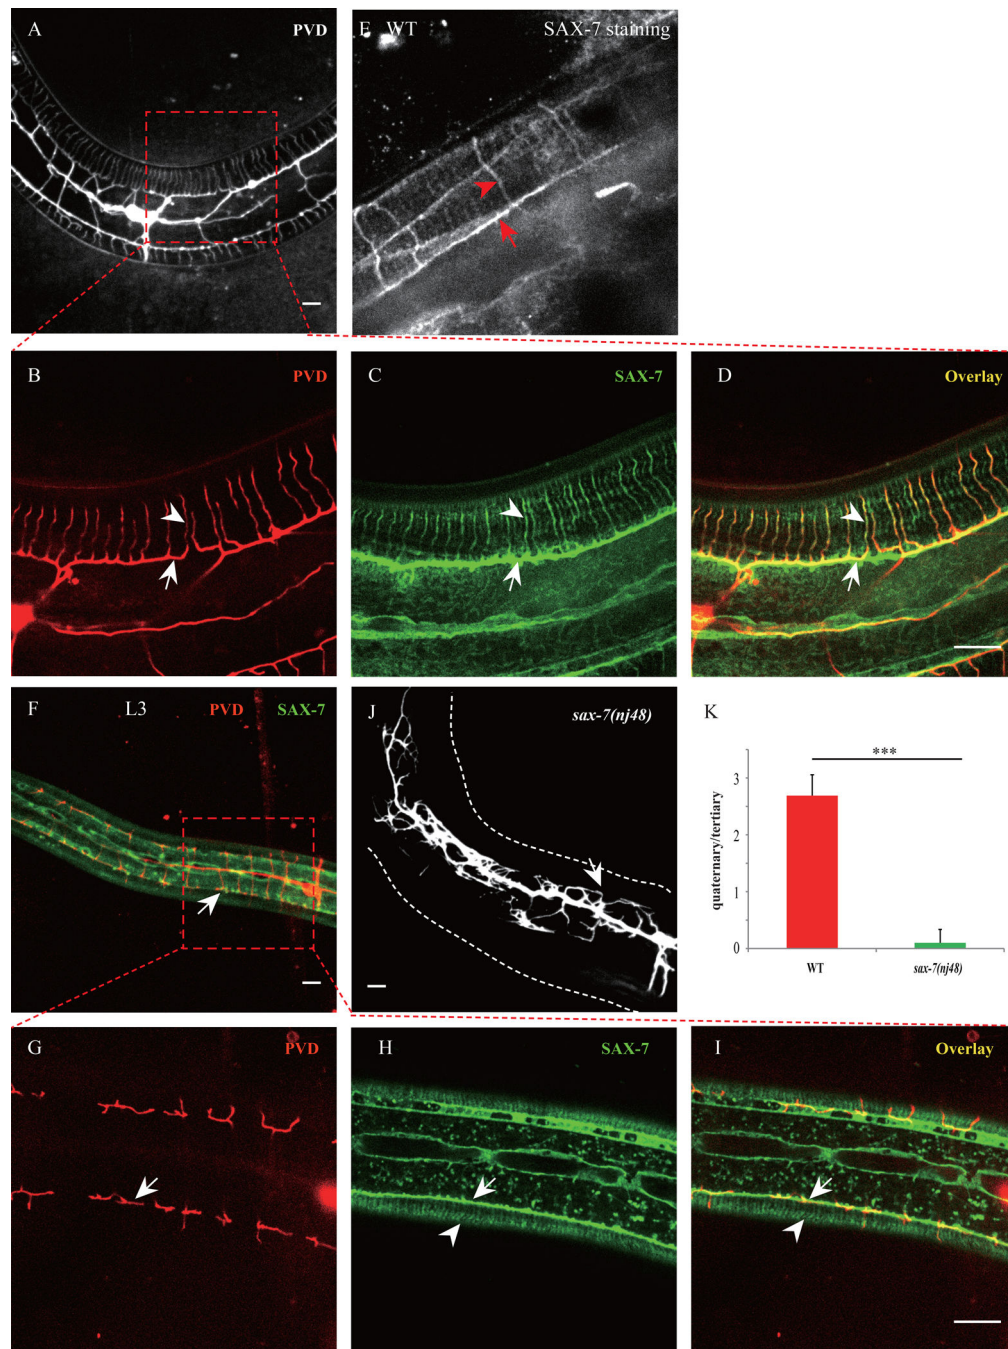 A PVD
E WT SAX-7 staining
B PVD
C SAX-7
D Overlay
F L3 PVD SAX-7
J sax-7(nj48)
K
***
quaternary/tertiary
3
2
1
0
WT sax-7(nj48)
G PVD
H SAX-7
I Overlay